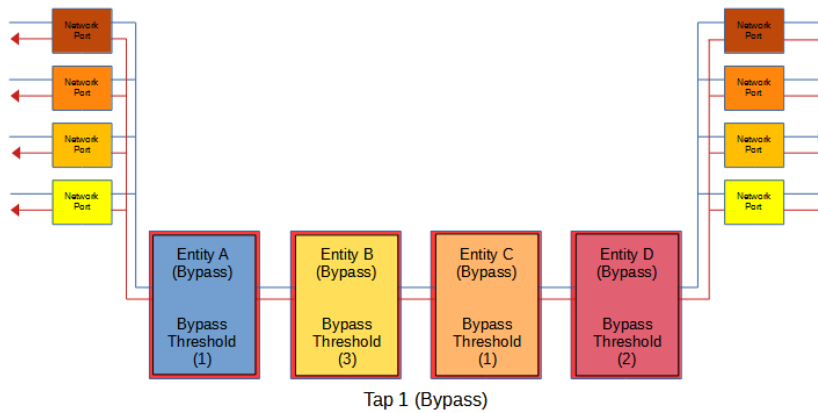 Network
Port
Network
Port
Network
Port
Network
Port
Network
Port
Network
Port
Network
Port
Network
Port
Entity A
(Bypass)
Bypass
Threshold
(1)
Entity B
(Bypass)
Bypass
Threshold
(3)
Entity C
(Bypass)
Bypass
Threshold
(1)
Entity D
(Bypass)
Bypass
Threshold
(2)
Tap 1 (Bypass)